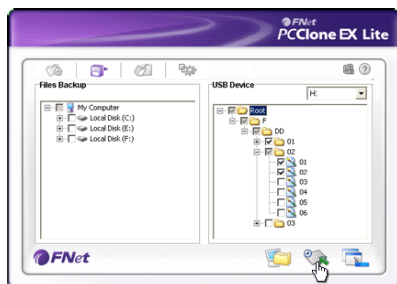 FNet
PCClone EX Lite
Files Backup
My Computer
Local Disk (C:)
Local Disk (E:)
Local Disk (F:)
USB Device
H:
Root
F
DD
01
02
01
02
03
04
05
06
03
FNet